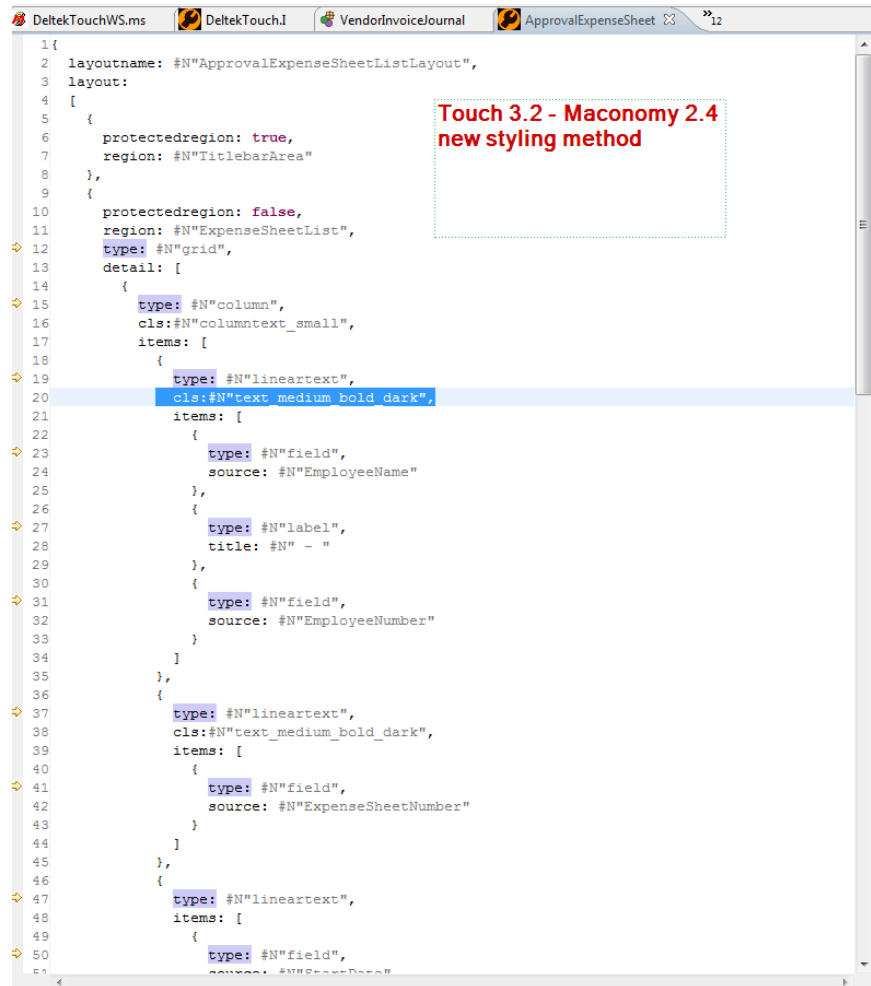 DeltekTouchWS.ms DeltekTouch.I VendorInvoiceJournal ApprovalExpenseSheet »12
1 {
2 layoutname: #N"ApprovalExpenseSheetListLayout",
3 layout:
4 [
5 {
6 protectedregion: true,
7 region: #N"TitlebarArea"
8 },
9 {
10 protectedregion: false,
11 region: #N"ExpenseSheetList",
12 type: #N"grid",
13 detail: [
14 {
15 type: #N"column",
16 cls:#N"columntext_small",
17 items: [
18 {
19 type: #N"lineartext",
20 cls:#N"text_medium_bold_dark",
21 items: [
22 {
23 type: #N"field",
24 source: #N"EmployeeName"
25 },
26 {
27 type: #N"label",
28 title: #N" - "
29 },
30 {
31 type: #N"field",
32 source: #N"EmployeeNumber"
33 }
34 ]
35 },
36 {
37 type: #N"lineartext",
38 cls:#N"text_medium_bold_dark",
39 items: [
40 {
41 type: #N"field",
42 source: #N"ExpenseSheetNumber"
43 }
44 ]
45 },
46 {
47 type: #N"lineartext",
48 items: [
49 {
50 type: #N"field",
51 source: #N"StartDate"
Touch 3.2 - Maconomy 2.4
new styling method